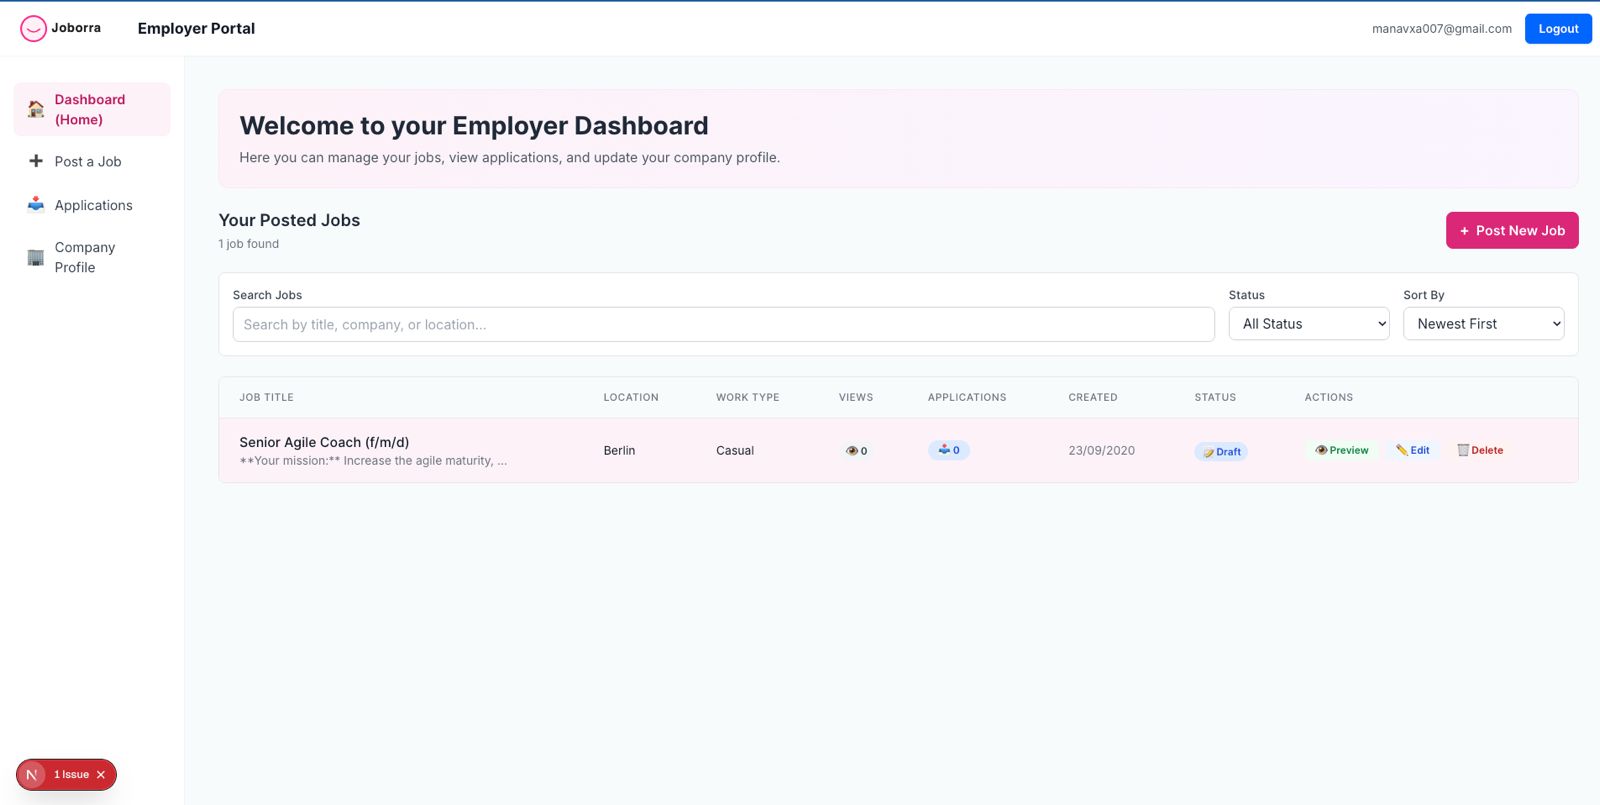 Joborra
Employer Portal
manavxa007@gmail.com
Logout
Dashboard
(Home)
Post a Job
Applications
Company
Profile
Welcome to your Employer Dashboard
Here you can manage your jobs, view applications, and update your company profile.
Your Posted Jobs
1 job found
+ Post New Job
Search Jobs
Search by title, company, or location...
Status
All Status
Sort By
Newest First
JOB TITLE LOCATION WORK TYPE VIEWS APPLICATIONS CREATED STATUS ACTIONS
Senior Agile Coach (f/m/d)
**Your mission:** Increase the agile maturity, ...
Berlin
Casual
0
0
23/09/2020
Draft
Preview
Edit
Delete
N 1 Issue ×